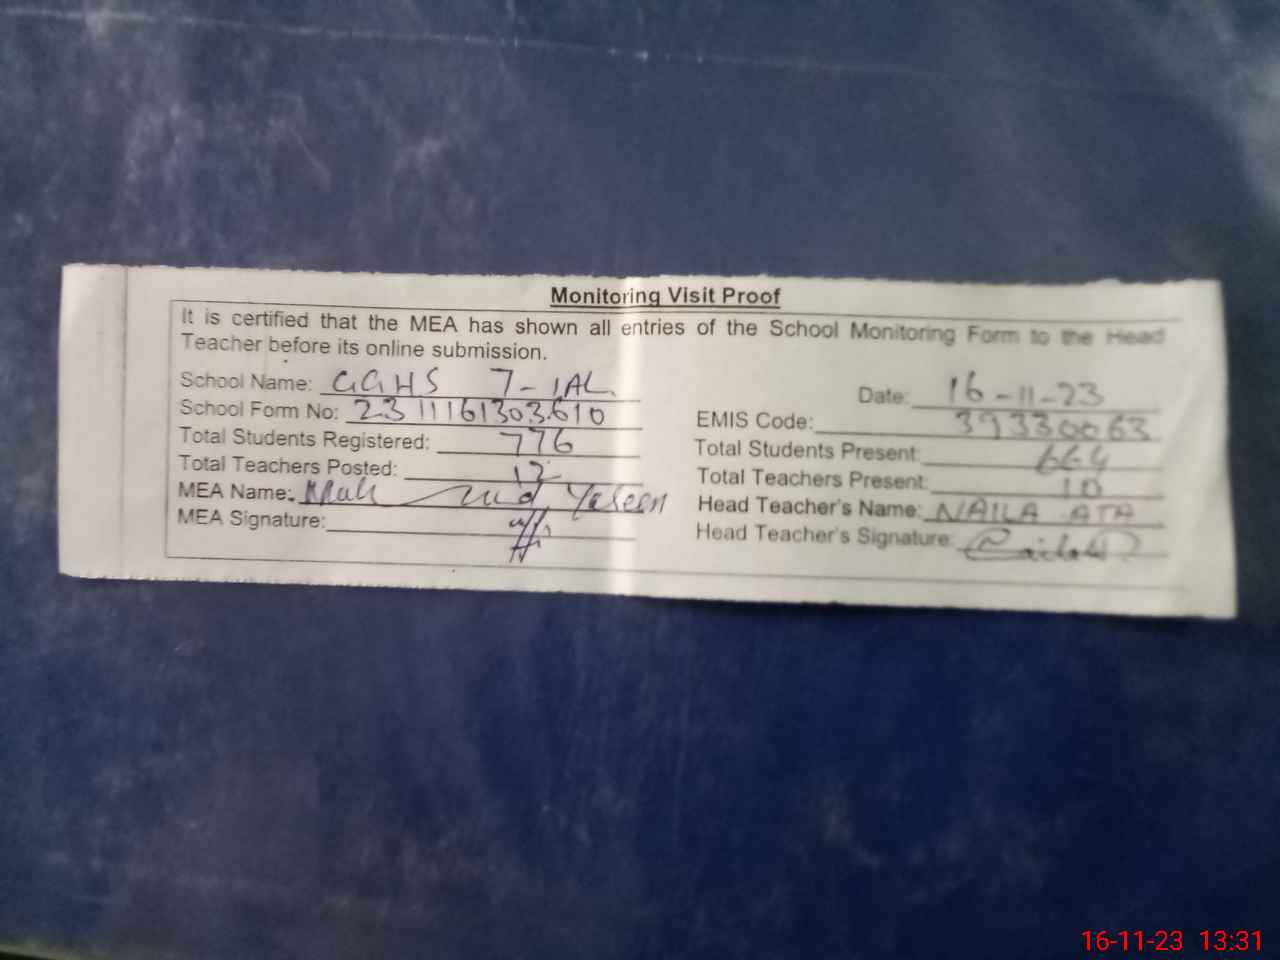 Monitoring Visit Proof
It is certified that the MEA has shown all entries of the School Monitoring Form to the Head
Teacher before its online submission.
School Name: GGHS 7-1AL
Date: 16-11-23
School Form No: 2311161303610
EMIS Code: 39330063
Total Students Registered: 776
Total Students Present: 664
Total Teachers Posted: 12
Total Teachers Present: 10
MEA Name: Yaseen
Head Teacher's Name: NAILA ATA
MEA Signature:
Head Teacher's Signature:
16-11-23 13:31